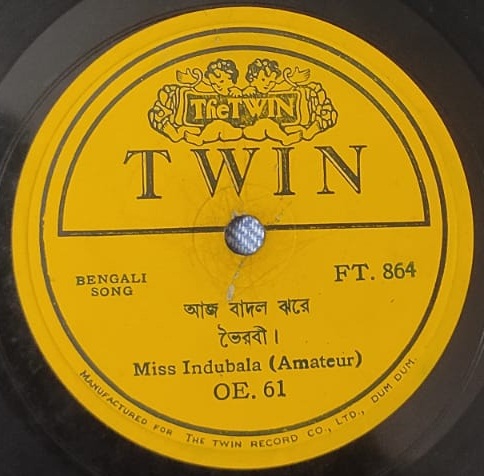 The TWIN
TWIN
BENGALI
SONG
FT. 864
আজ বাদল ঝরে
ভৈরবী।
Miss Indubala (Amateur)
OE. 61
MANUFACTURED FOR THE TWIN RECORD CO., LTD., DUM DUM.